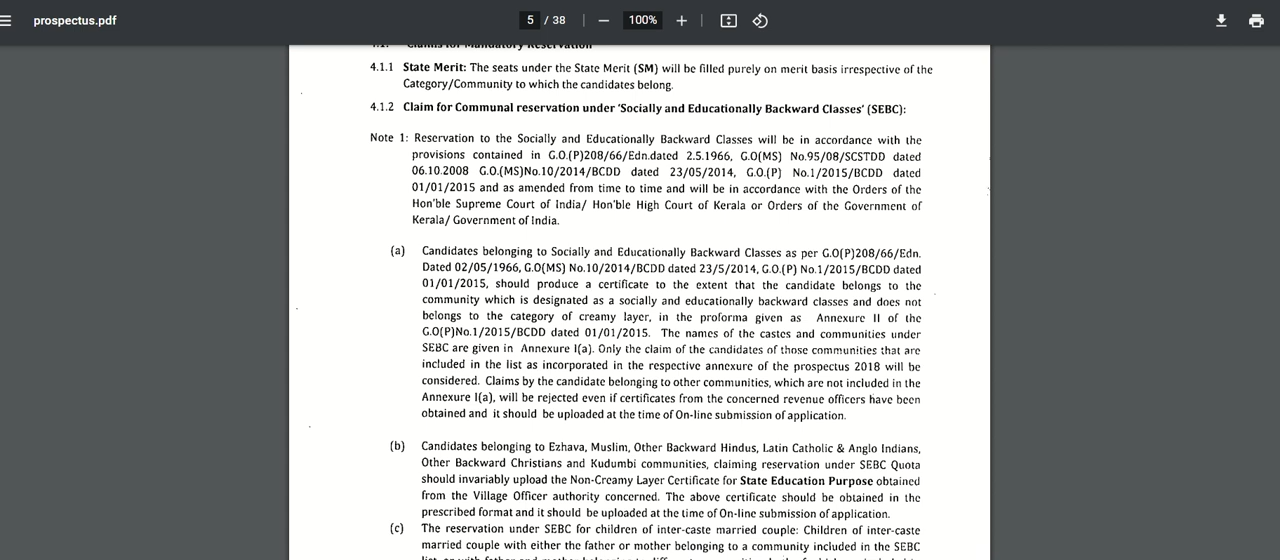 prospectus.pdf
5 / 38
100%
4.1. Claims for Mandatory Reservation
4.1.1 State Merit: The seats under the State Merit (SM) will be filled purely on merit basis irrespective of the
Category/Community to which the candidates belong.
4.1.2 Claim for Communal reservation under 'Socially and Educationally Backward Classes' (SEBC):
Note 1: Reservation to the Socially and Educationally Backward Classes will be in accordance with the
provisions contained in G.O.(P)208/66/Edn.dated 2.5.1966, G.O(MS) No.95/08/SCSTDD dated
06.10.2008 G.O.(MS)No.10/2014/BCDD dated 23/05/2014, G.O.(P) No.1/2015/BCDD dated
01/01/2015 and as amended from time to time and will be in accordance with the Orders of the
Hon'ble Supreme Court of India/ Hon'ble High Court of Kerala or Orders of the Government of
Kerala/ Government of India.
(a) Candidates belonging to Socially and Educationally Backward Classes as per G.O(P)208/66/Edn.
Dated 02/05/1966, G.O(MS) No.10/2014/BCDD dated 23/5/2014, G.O.(P) No.1/2015/BCDD dated
01/01/2015, should produce a certificate to the extent that the candidate belongs to the
community which is designated as a socially and educationally backward classes and does not
belongs to the category of creamy layer, in the proforma given as Annexure II of the
G.O(P)No.1/2015/BCDD dated 01/01/2015. The names of the castes and communities under
SEBC are given in Annexure I(a). Only the claim of the candidates of those communities that are
included in the list as incorporated in the respective annexure of the prospectus 2018 will be
considered. Claims by the candidate belonging to other communities, which are not included in the
Annexure I(a), will be rejected even if certificates from the concerned revenue officers have been
obtained and it should be uploaded at the time of On-line submission of application.
(b) Candidates belonging to Ezhava, Muslim, Other Backward Hindus, Latin Catholic & Anglo Indians,
Other Backward Christians and Kudumbi communities, claiming reservation under SEBC Quota
should invariably upload the Non-Creamy Layer Certificate for State Education Purpose obtained
from the Village Officer authority concerned. The above certificate should be obtained in the
prescribed format and it should be uploaded at the time of On-line submission of application.
(c) The reservation under SEBC for children of inter-caste married couple: Children of inter-caste
married couple with either the father or mother belonging to a community included in the SEBC